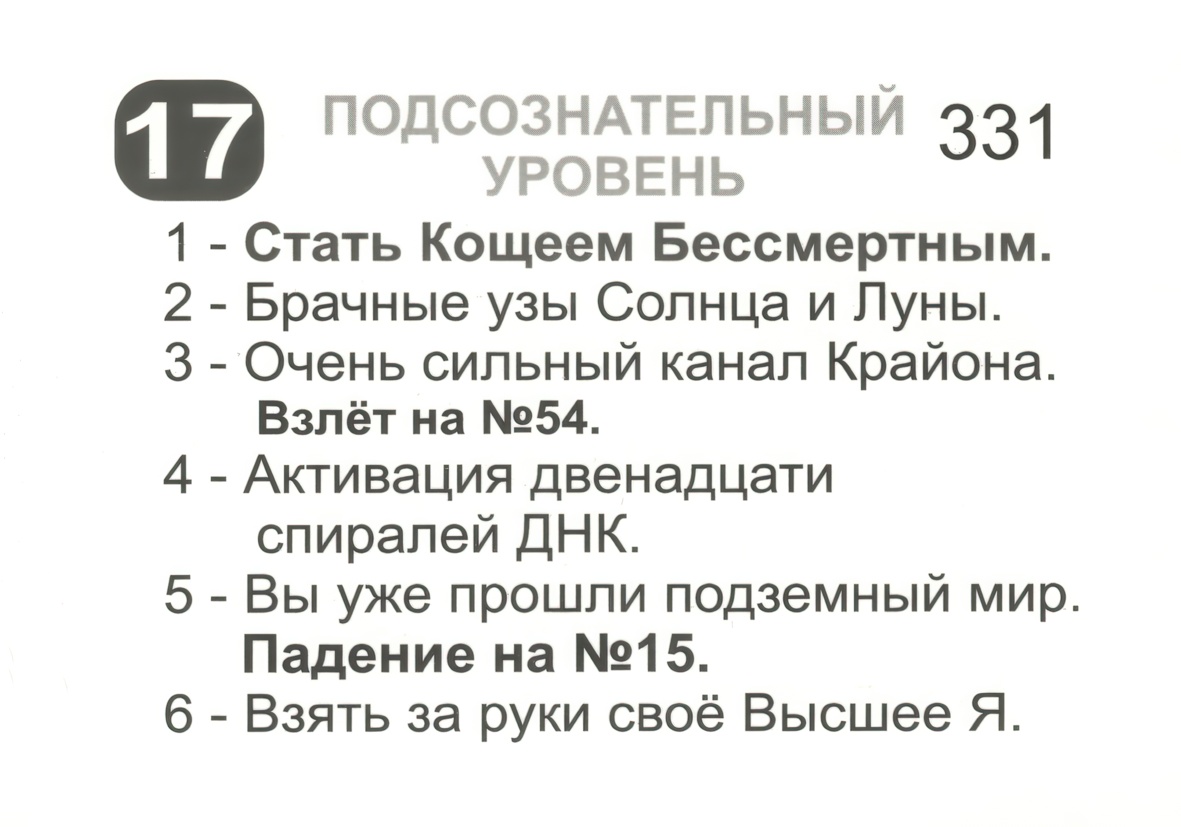 17 ПОДСОЗНАТЕЛЬНЫЙ 331
УРОВЕНЬ
1 - Стать Кощеем Бессмертным.
2 - Брачные узы Солнца и Луны.
3 - Очень сильный канал Крайона.
Взлёт на №54.
4 - Активация двенадцати
спиралей ДНК.
5 - Вы уже прошли подземный мир.
Падение на №15.
6 - Взять за руки своё Высшее Я.